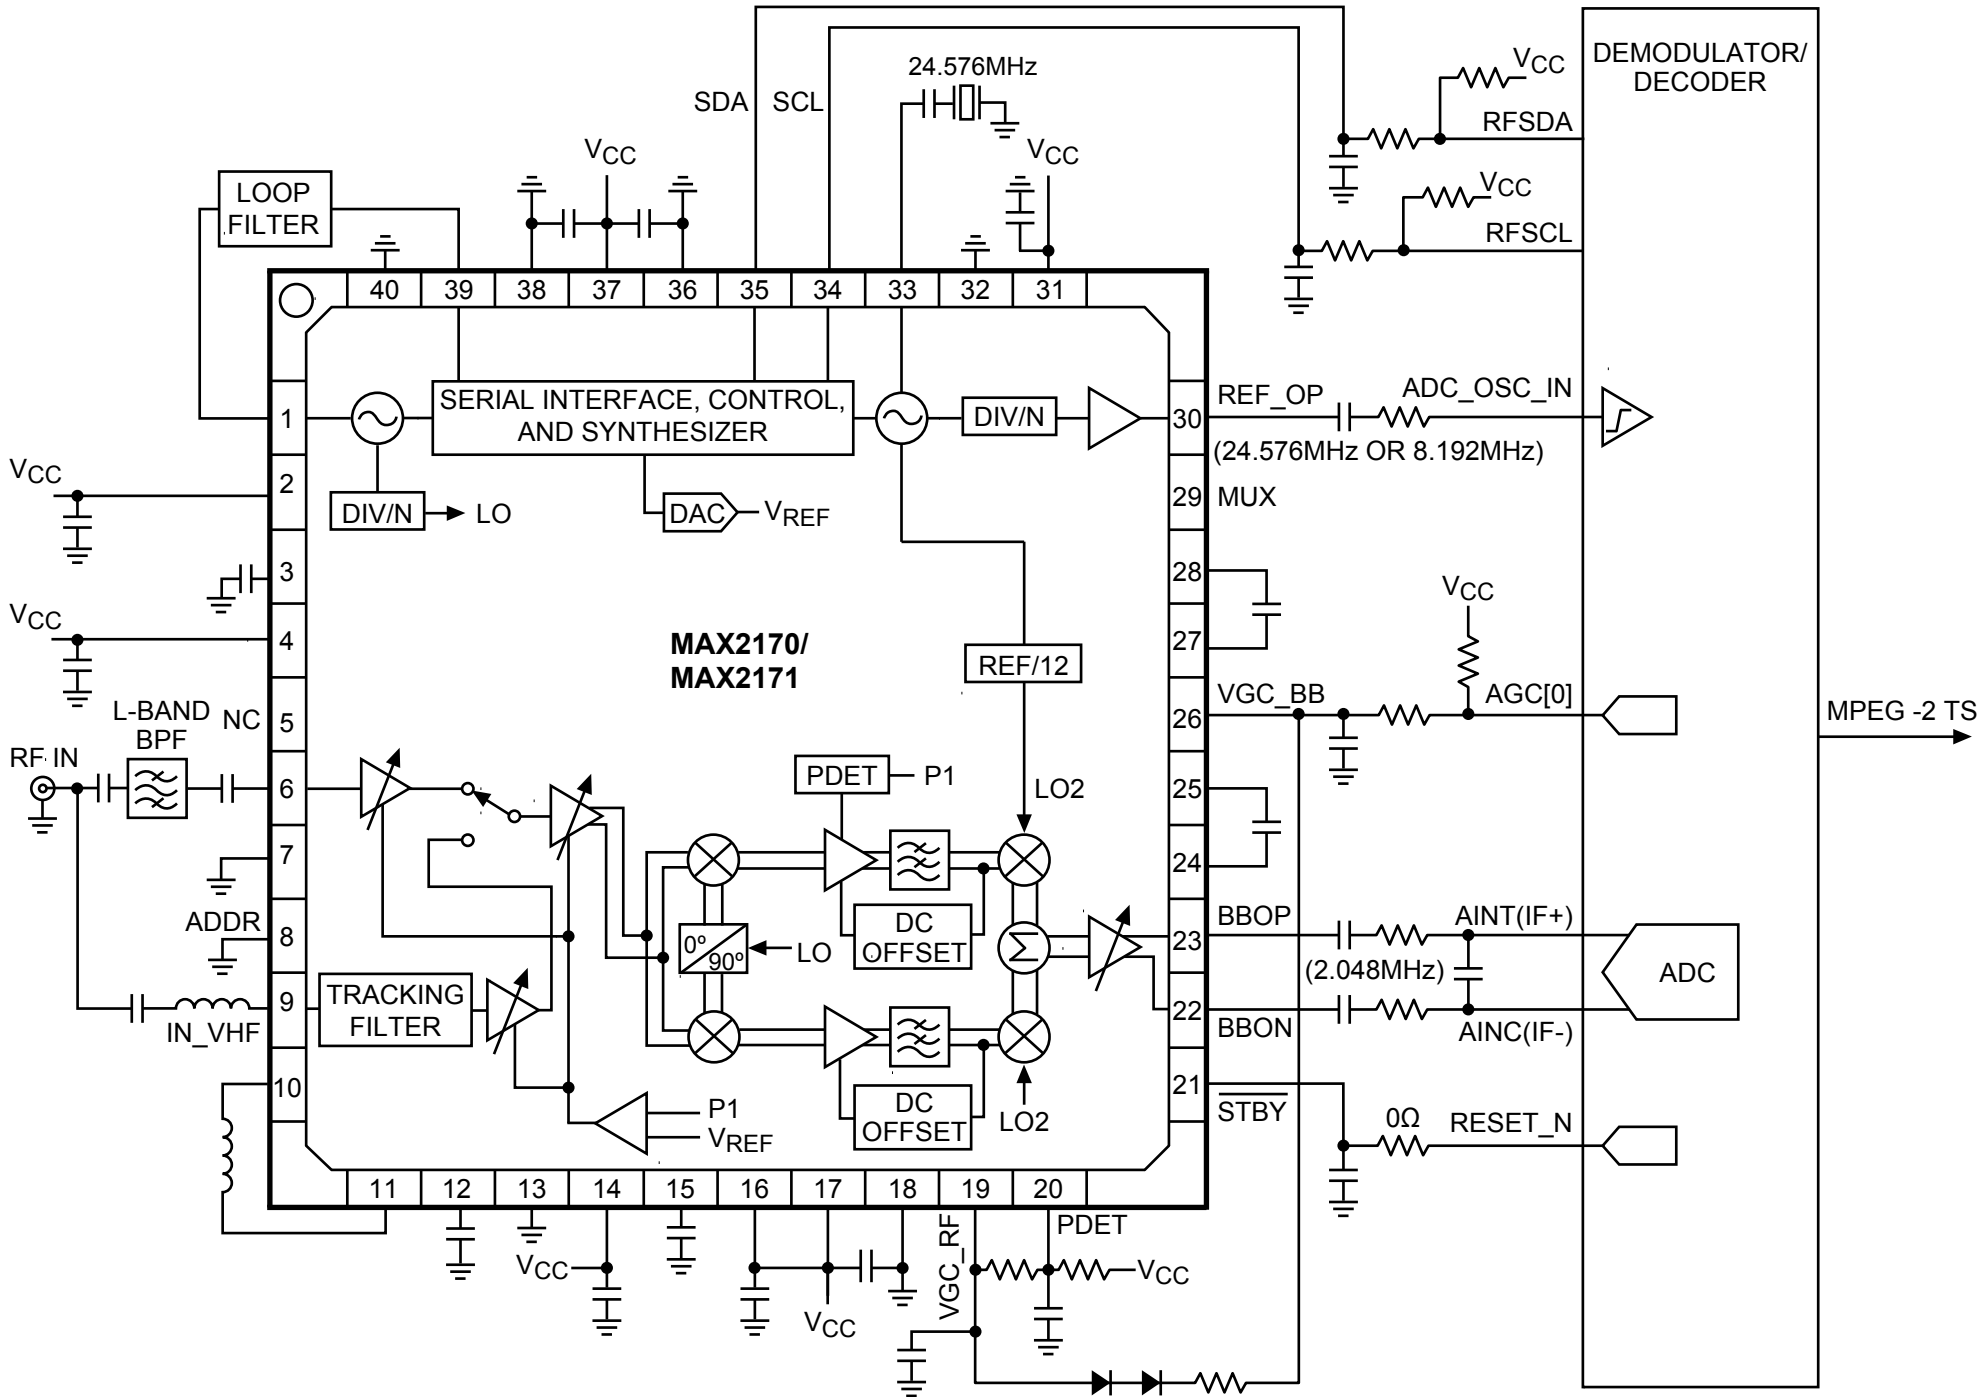 24.576MHz
DEMODULATOR/
DECODER
VCC
SDA
SCL
RFSDA
VCC
VCC
VCC
LOOP
FILTER
RFSCL
40
39
38
37
36
35
34
33
32
31
1
SERIAL INTERFACE, CONTROL,
AND SYNTHESIZER
DIV/N
30
REF_OP
ADC_OSC_IN
(24.576MHz OR 8.192MHz)
VCC
2
DIV/N
LO
DAC
VREF
29
MUX
3
28
VCC
VCC
4
MAX2170/
MAX2171
REF/12
27
L-BAND
BPF
NC
5
26
VGC_BB
AGC[0]
MPEG -2 TS
RF IN
6
PDET
P1
LO2
25
7
24
ADDR
8
0º
90º
LO
DC
OFFSET
Σ
23
BBOP
AINT(IF+)
(2.048MHz)
ADC
IN_VHF
9
TRACKING
FILTER
22
BBON
AINC(IF-)
10
P1
VREF
DC
OFFSET
LO2
21
STBY
0Ω
RESET_N
11
12
13
14
15
16
17
18
19
20
VGC_RF
PDET
VCC
VCC
VCC